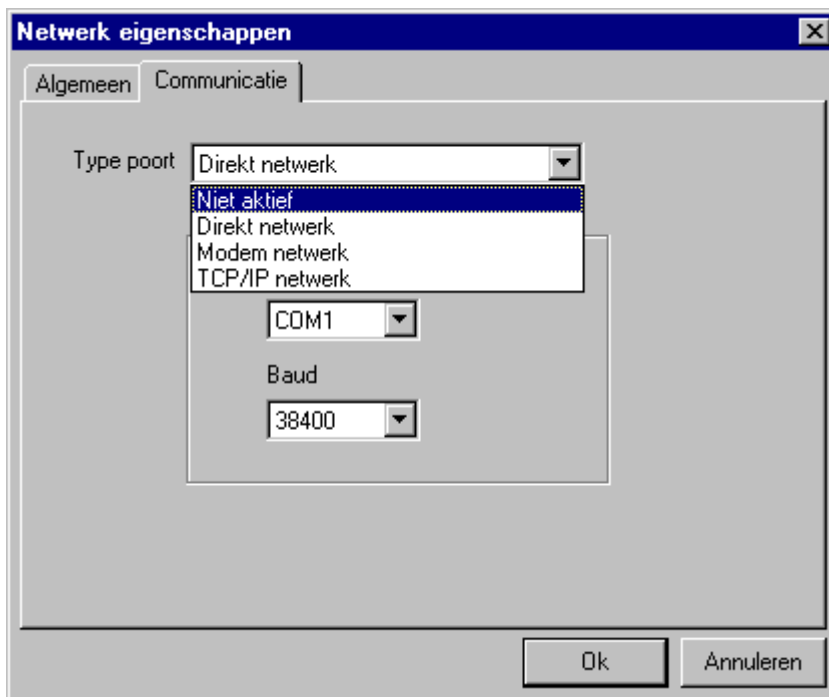 Netwerk eigenschappen
Algemeen Communicatie
Type poort Direkt netwerk
Niet aktief
Direkt netwerk
Modem netwerk
TCP/IP netwerk
COM1
Baud
38400
Ok Annuleren